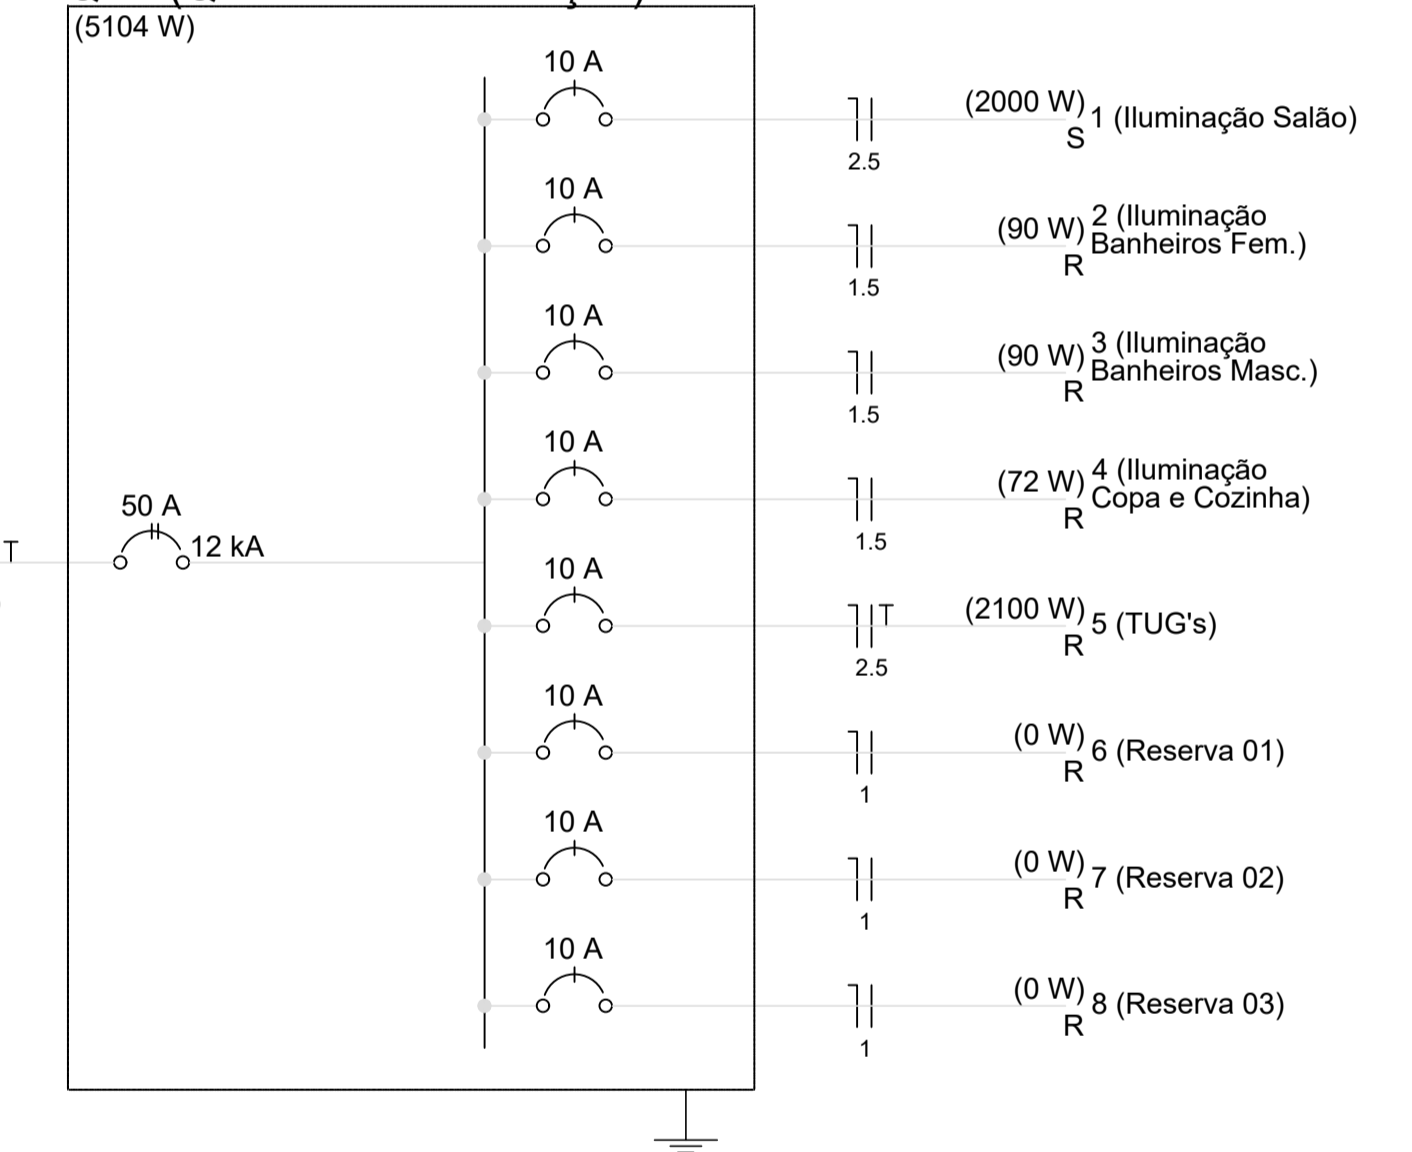 (5104 W)
10 A
(2000 W)
1 (Iluminação Salão)
S
2.5
10 A
(90 W)
2 (Iluminação
Banheiros Fem.)
R
1.5
10 A
(90 W)
3 (Iluminação
Banheiros Masc.)
R
1.5
10 A
(72 W)
4 (Iluminação
Copa e Cozinha)
R
1.5
50 A
12 kA
T
10 A
T
(2100 W)
5 (TUG's)
R
2.5
10 A
(0 W)
6 (Reserva 01)
R
1
10 A
(0 W)
7 (Reserva 02)
R
1
10 A
(0 W)
8 (Reserva 03)
R
1